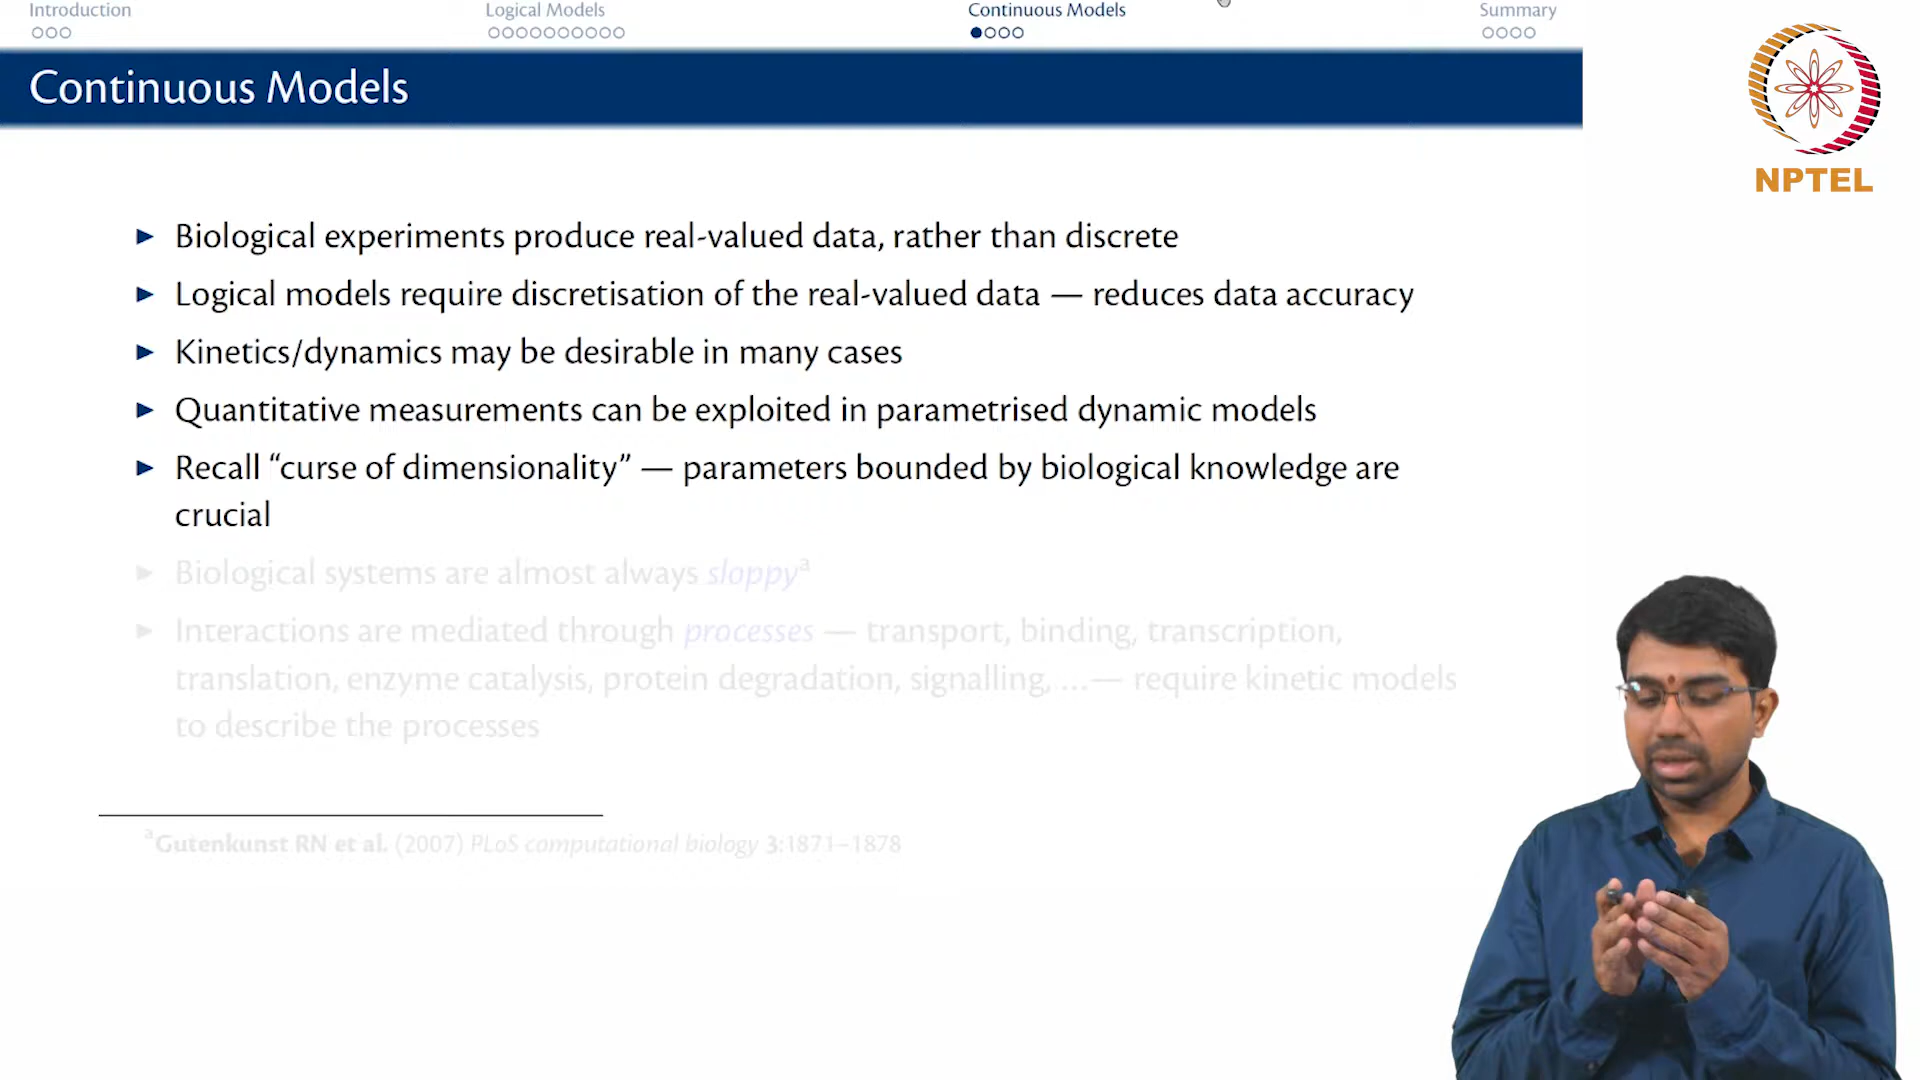 Introduction
Logical Models
Continuous Models
Summary
Continuous Models
NPTEL
► Biological experiments produce real-valued data, rather than discrete
► Logical models require discretisation of the real-valued data — reduces data accuracy
► Kinetics/dynamics may be desirable in many cases
► Quantitative measurements can be exploited in parametrised dynamic models
► Recall “curse of dimensionality” — parameters bounded by biological knowledge are
crucial
► Biological systems are almost always sloppyª
► Interactions are mediated through processes — transport, binding, transcription,
translation, enzyme catalysis, protein degradation, signalling, …— require kinetic models
to describe the processes
ªGutenkunst RN et al. (2007) PLoS computational biology 3:1871–1878